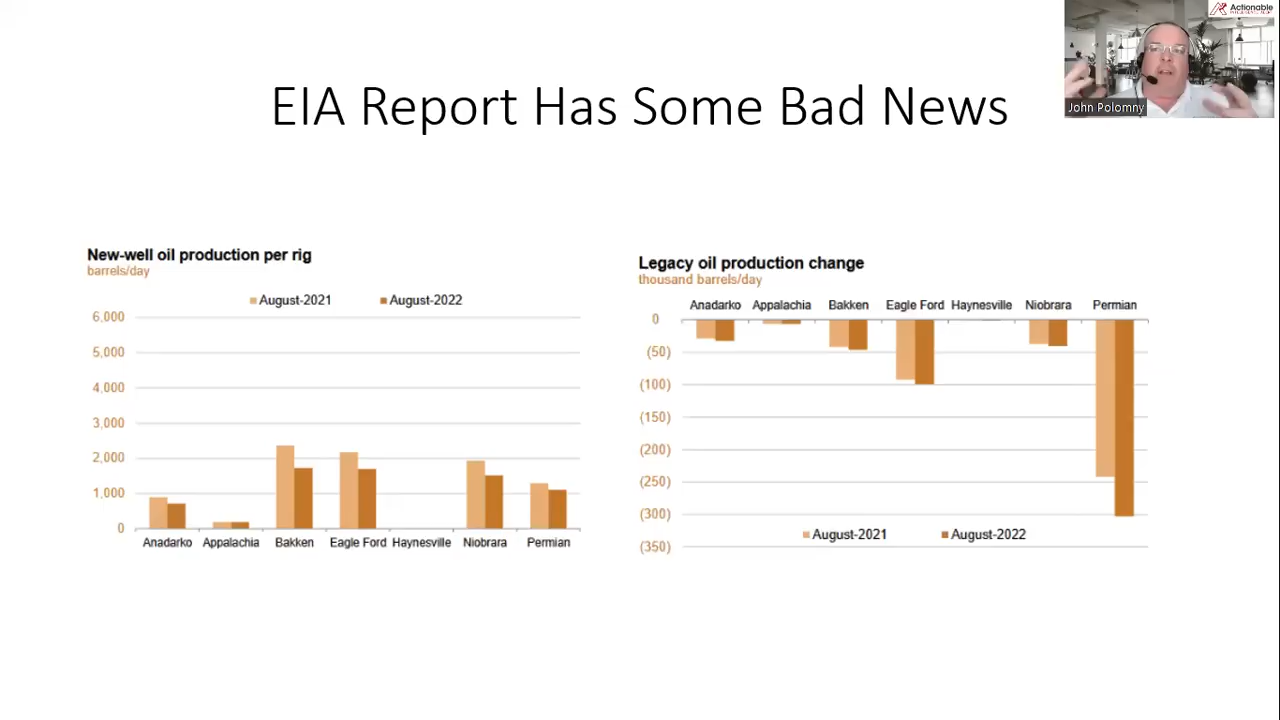 Actionable
John Polomny
EIA Report Has Some Bad News
New-well oil production per rig
barrels/day
August-2021 August-2022
6,000
5,000
4,000
3,000
2,000
1,000
0
Anadarko Appalachia Bakken Eagle Ford Haynesville Niobrara Permian
Legacy oil production change
thousand barrels/day
Anadarko Appalachia Bakken Eagle Ford Haynesville Niobrara Permian
0
(50)
(100)
(150)
(200)
(250)
(300)
(350)
August-2021 August-2022